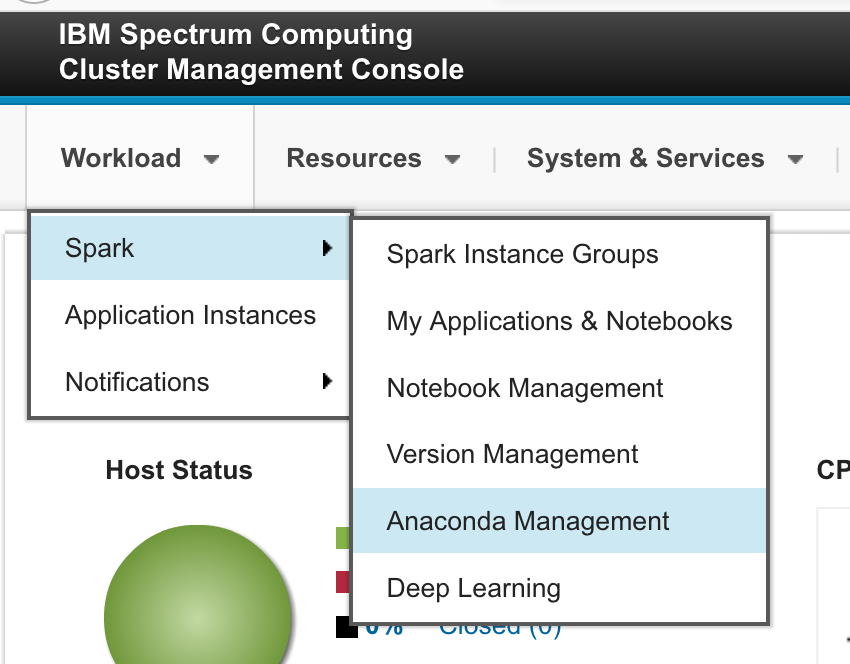 IBM Spectrum Computing
Cluster Management Console
Workload
Resources
System & Services
Spark
Application Instances
Notifications
Spark Instance Groups
My Applications & Notebooks
Notebook Management
Version Management
Anaconda Management
Deep Learning
Host Status
CP
0%
Closed (0)